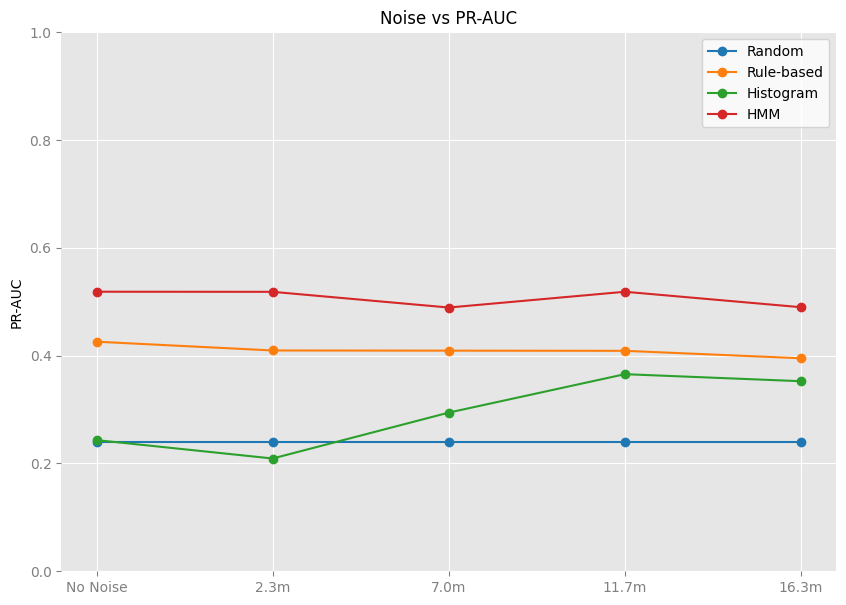 Noise vs PR-AUC
1.0
0.8
0.6
0.4
0.2
0.0
PR-AUC
Random
Rule-based
Histogram
HMM
No Noise 2.3m 7.0m 11.7m 16.3m